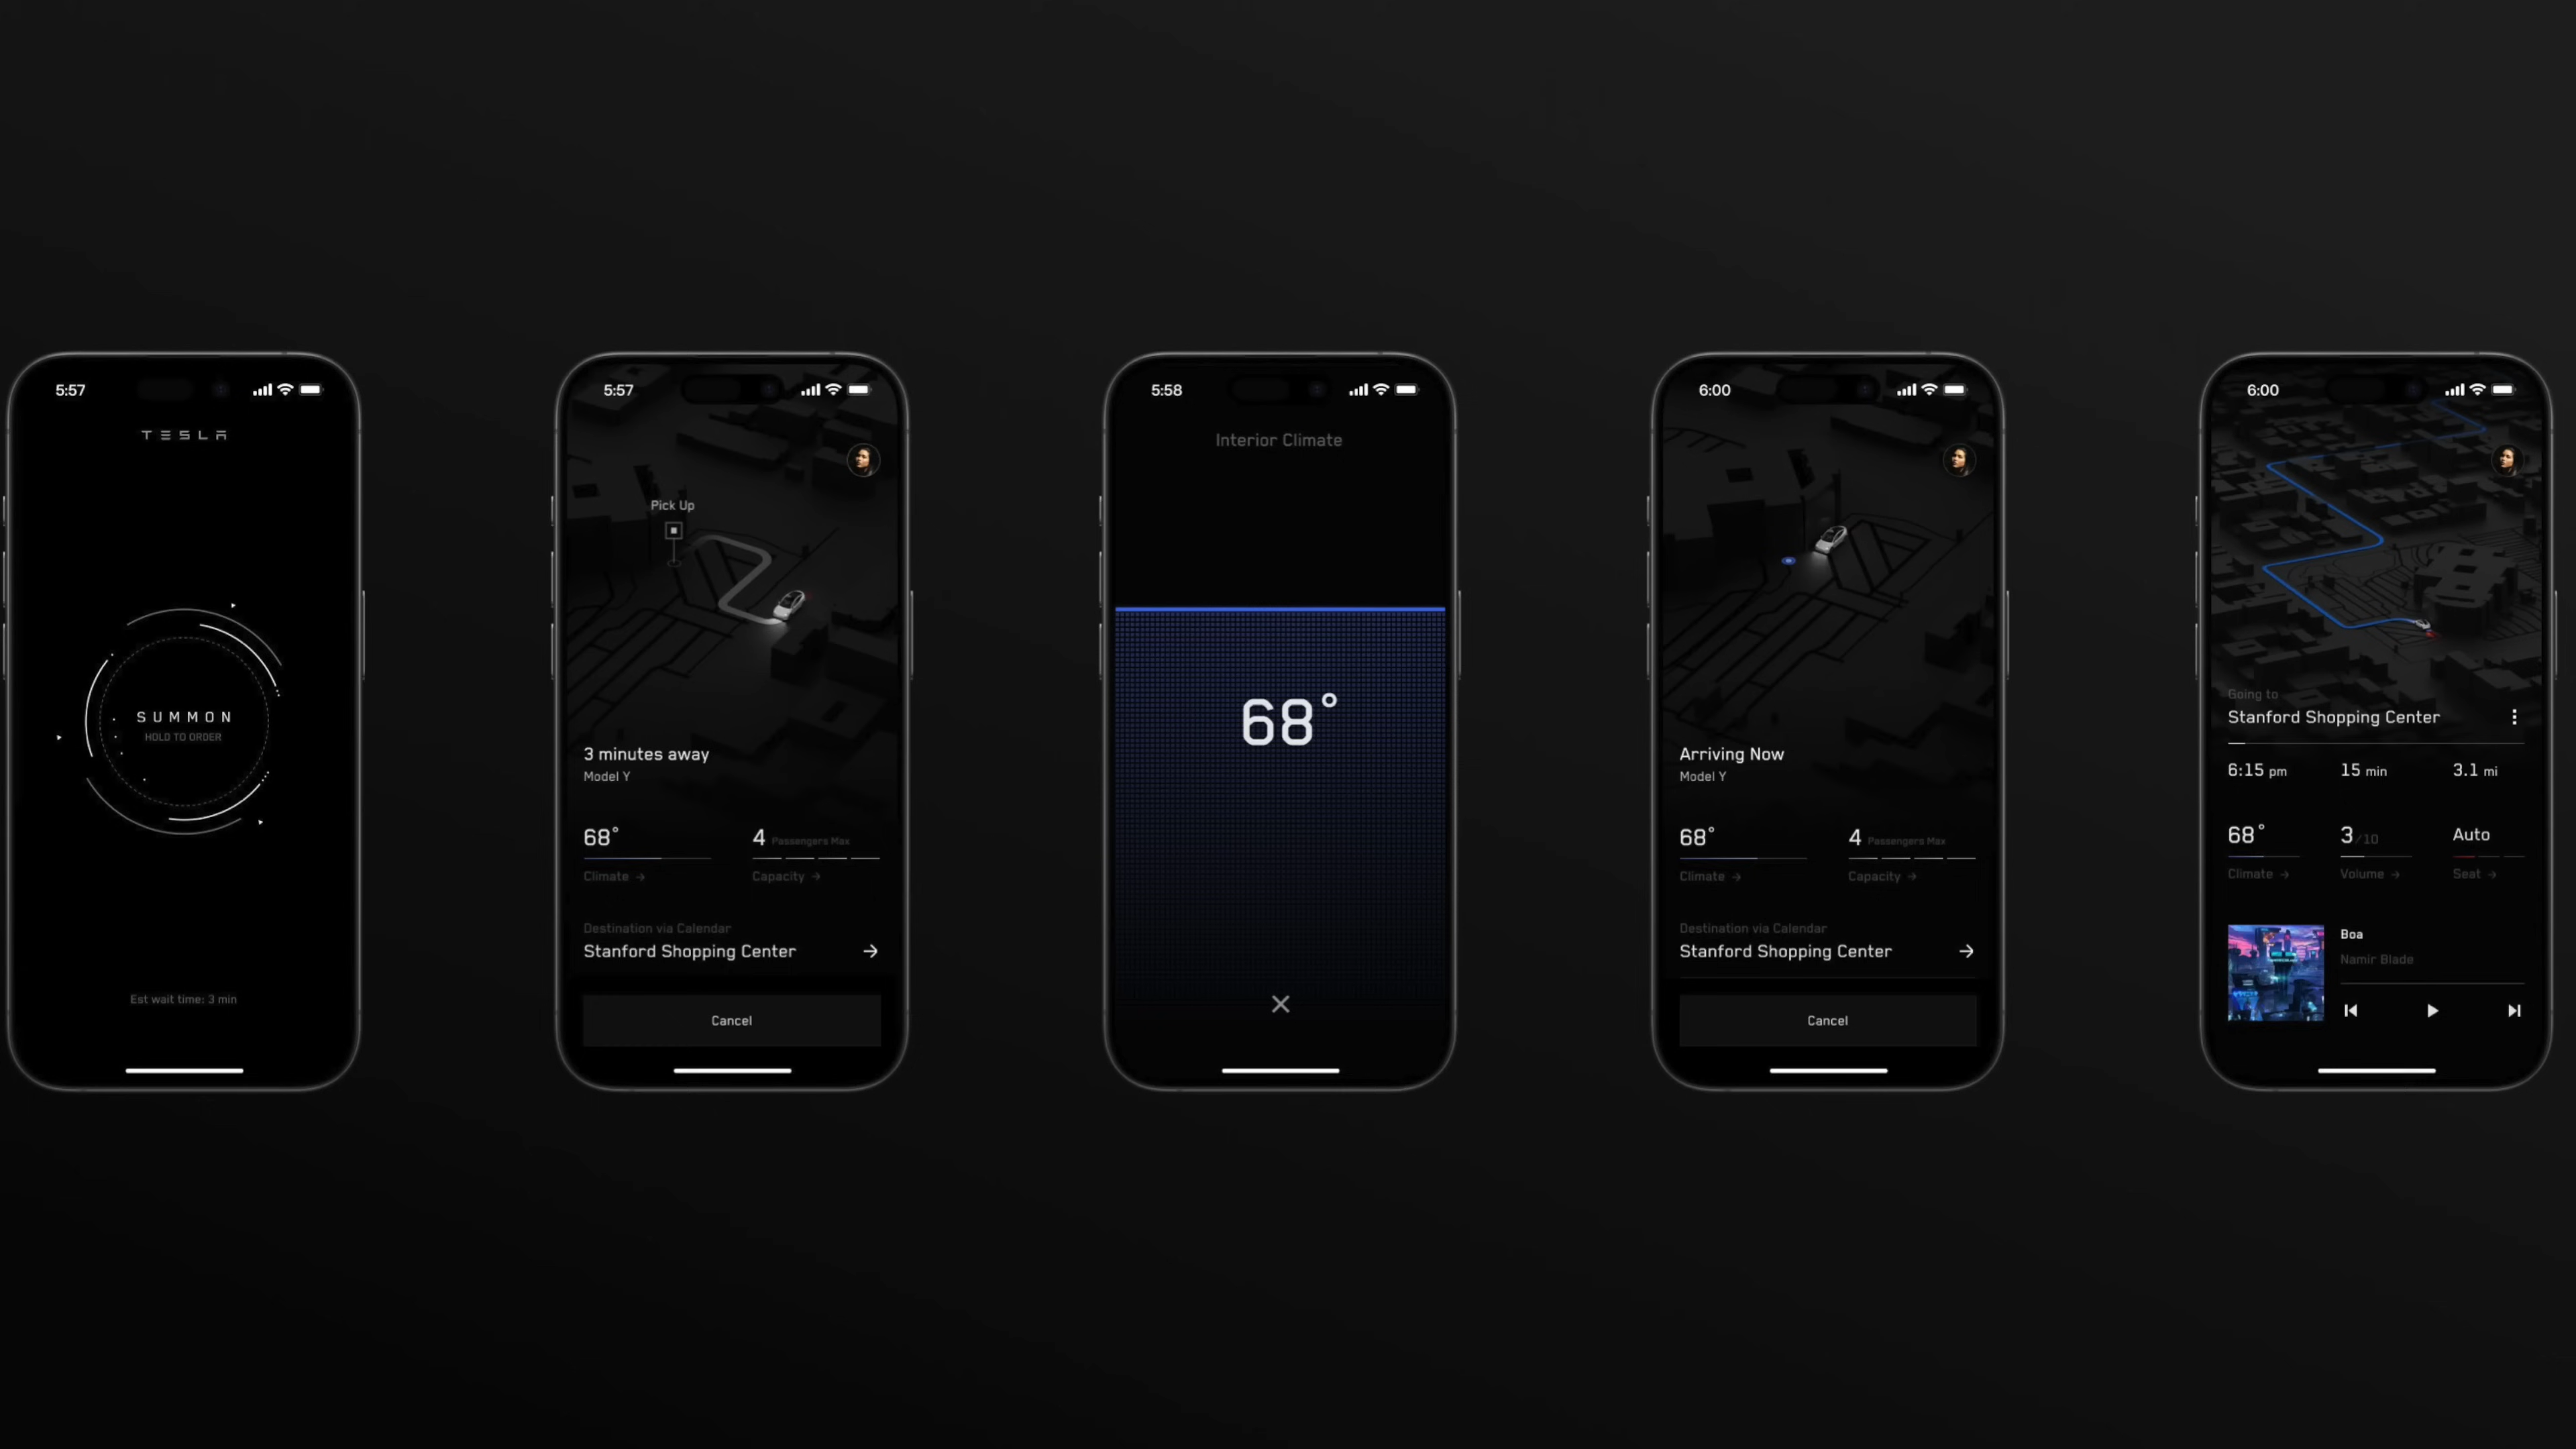 5:57
TESLA
SUMMON
HOLD TO ORDER
Est wait time: 3 min
5:57
Pick Up
3 minutes away
Model Y
68°
4 Passengers Max
Climate →
Capacity →
Destination via Calendar
Stanford Shopping Center →
Cancel
5:58
Interior Climate
68°
6:00
Arriving Now
Model Y
68°
4 Passengers Max
Climate →
Capacity →
Destination via Calendar
Stanford Shopping Center →
Cancel
6:00
Going to
Stanford Shopping Center
6:15 pm
15 min
3.1 mi
68°
3/10
Auto
Climate →
Volume →
Seat →
Boa
Namir Blade